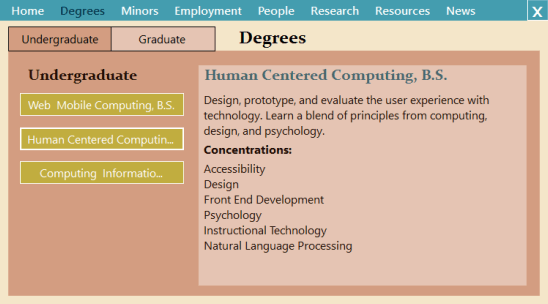 Home Degrees Minors Employment People Research Resources News X
Undergraduate Graduate Degrees
Undergraduate
Web  Mobile Computing, B.S.
Human Centered Computin...
Computing  Informatio...
Human Centered Computing, B.S.
Design, prototype, and evaluate the user experience with
technology. Learn a blend of principles from computing,
design, and psychology.
Concentrations:
Accessibility
Design
Front End Development
Psychology
Instructional Technology
Natural Language Processing